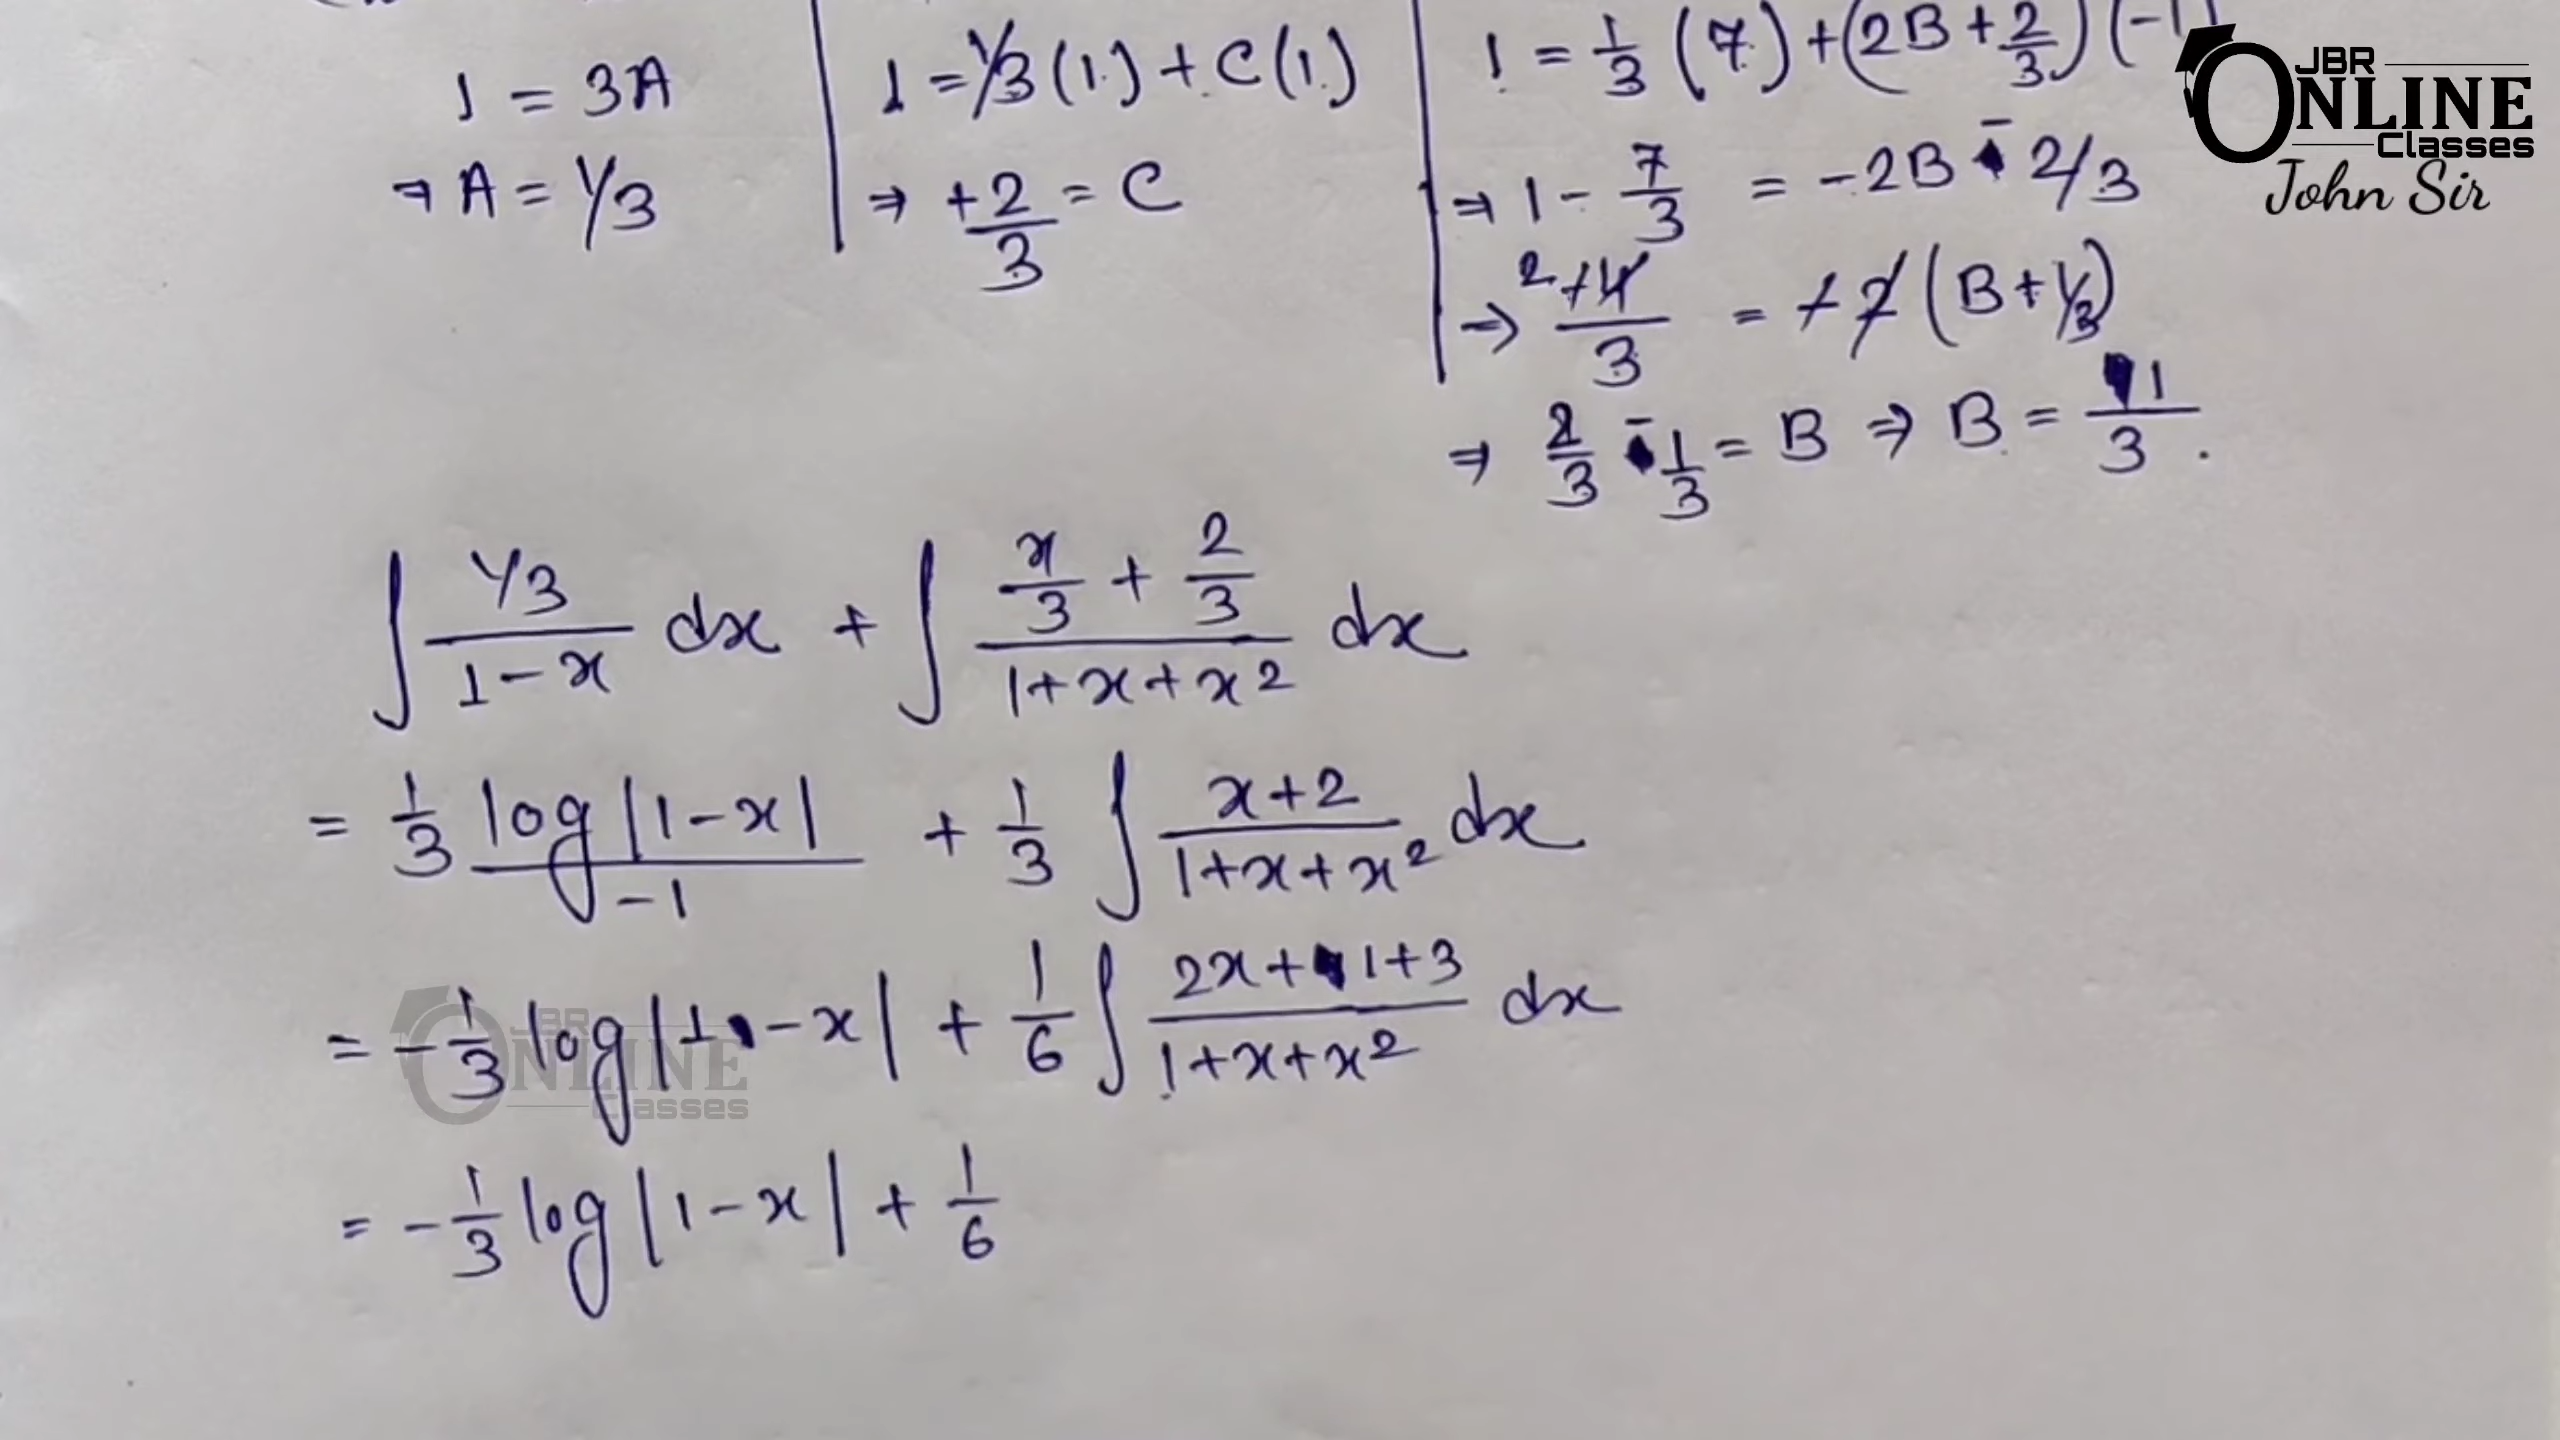 1 = 3A
⇒ A = 1/3
1 = 1/3 (1) + C(1)
⇒ +2/3 = C
1 = 1/3 (7) + (2B + 2/3) (-1)
⇒ 1 - 7/3 = -2B - 2/3
⇒ +4/3 = +2 (B + 1/3)
2
⇒ 2/3 - 1/3 = B ⇒ B = 1/3 .
∫ (1/3)/(1-x) dx + ∫ (x/3 + 2/3)/(1+x+x²) dx
= 1/3 log|1-x|/-1 + 1/3 ∫ (x+2)/(1+x+x²) dx
= -1/3 log|1-x| + 1/6 ∫ (2x+1+3)/(1+x+x²) dx
= -1/3 log|1-x| + 1/6
JBR
ONLINE
Classes
John Sir
JBR
ONLINE
Classes